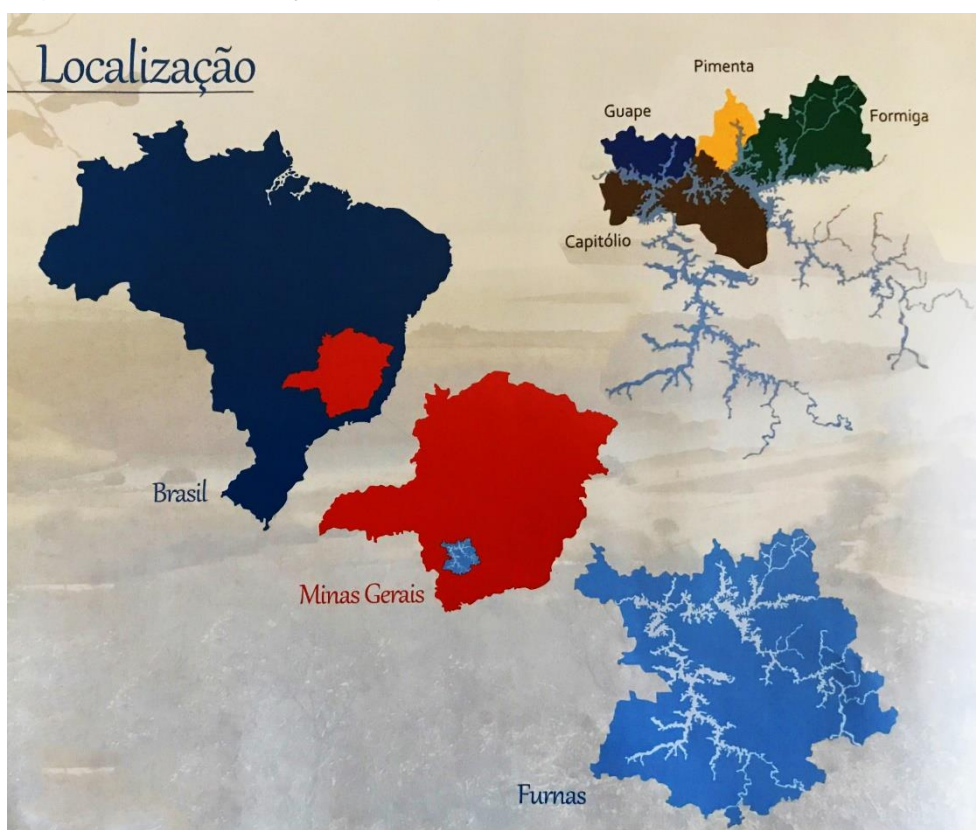 Localização
Pimenta
Guape
Formiga
Capitólio
Brasil
Minas Gerais
Furnas